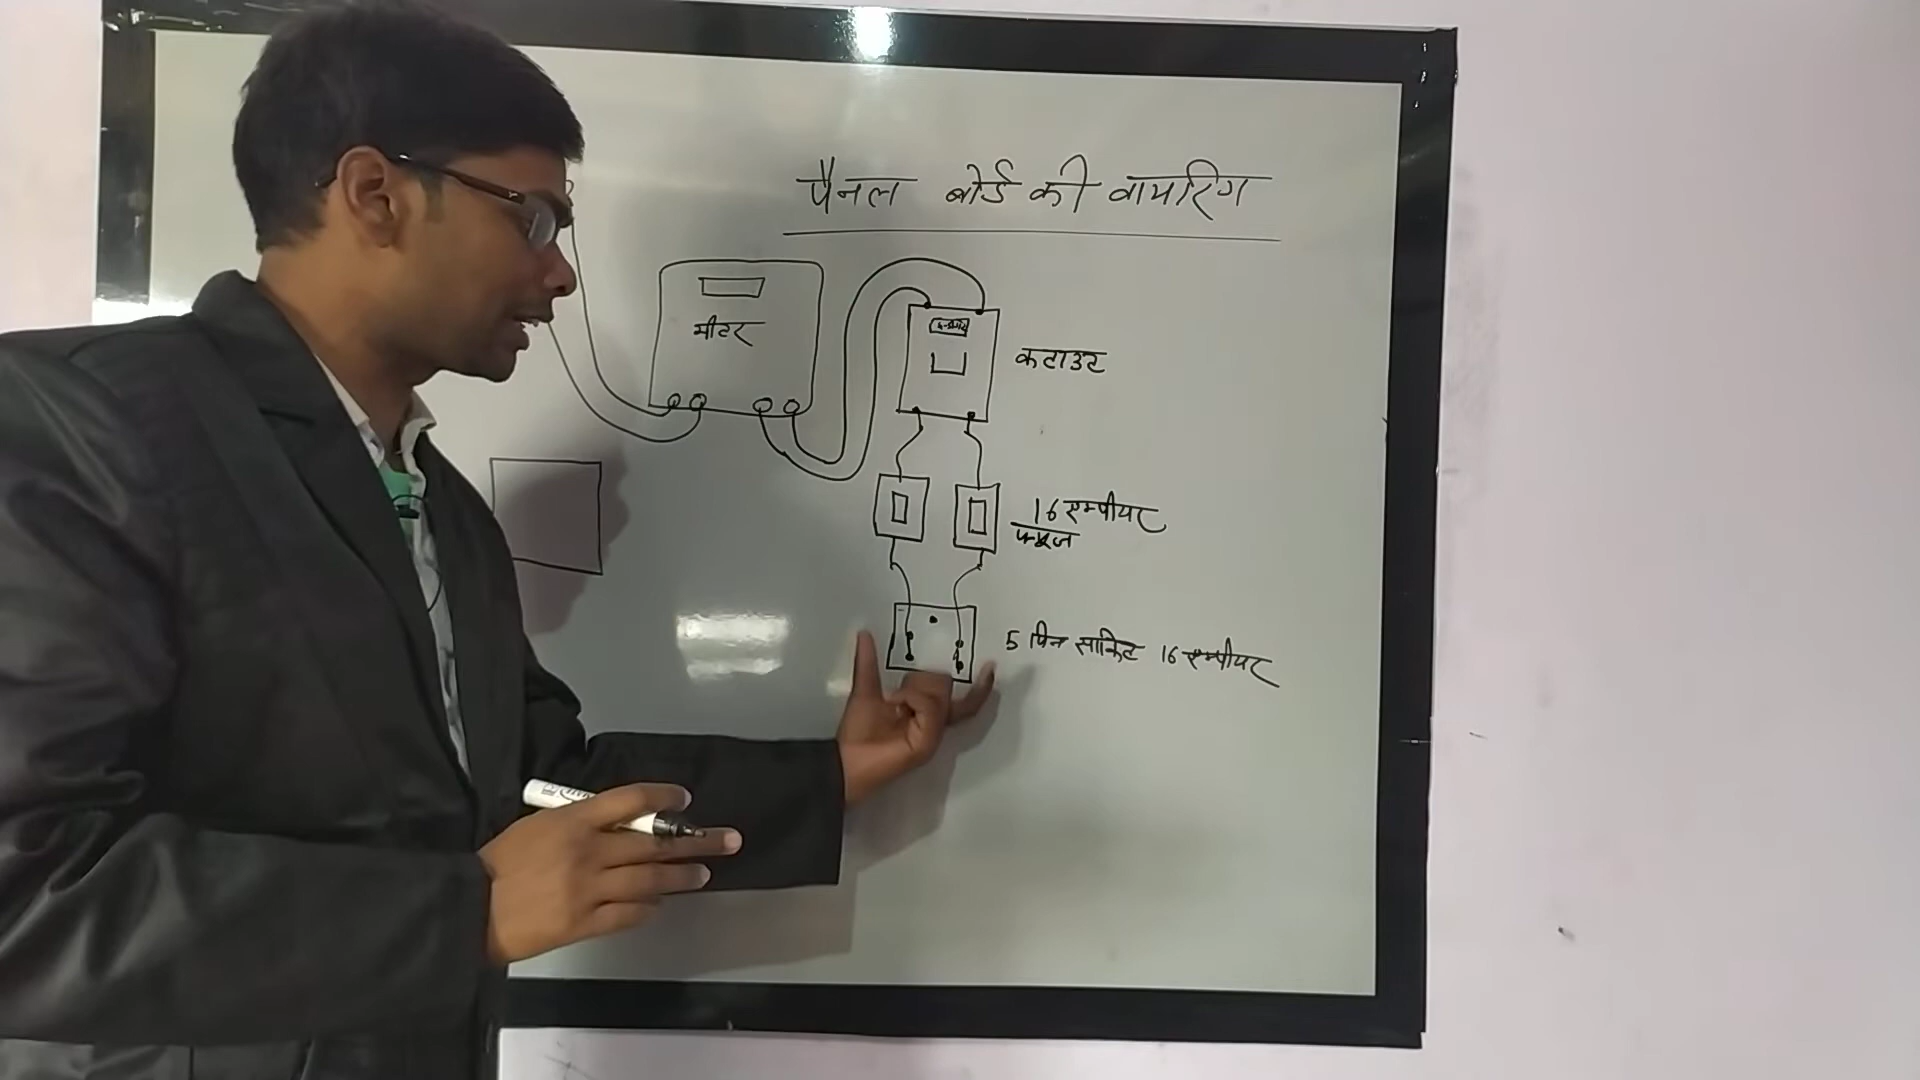 पैनल बोर्ड की वायरिंग
मीटर
कटाउट
16 एम्पीयर
फ्यूज
5 पिन साकिट 16 एम्पीयर